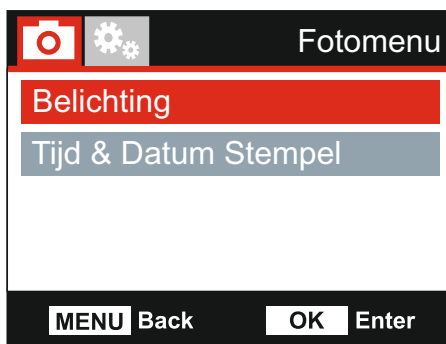 Fotomenu
Belichting
Tijd & Datum Stempel
MENU Back OK Enter